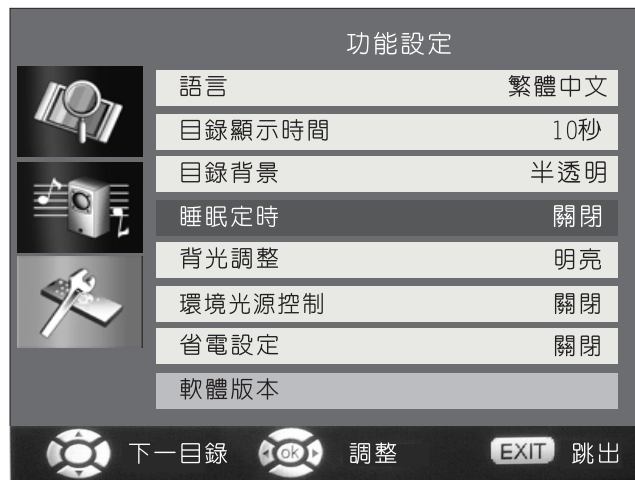 功能設定
語言 繁體中文
目錄顯示時間 10秒
目錄背景 半透明
睡眠定時 關閉
背光調整 明亮
環境光源控制 關閉
省電設定 關閉
軟體版本
下一目錄 ok 調整 EXIT 跳出